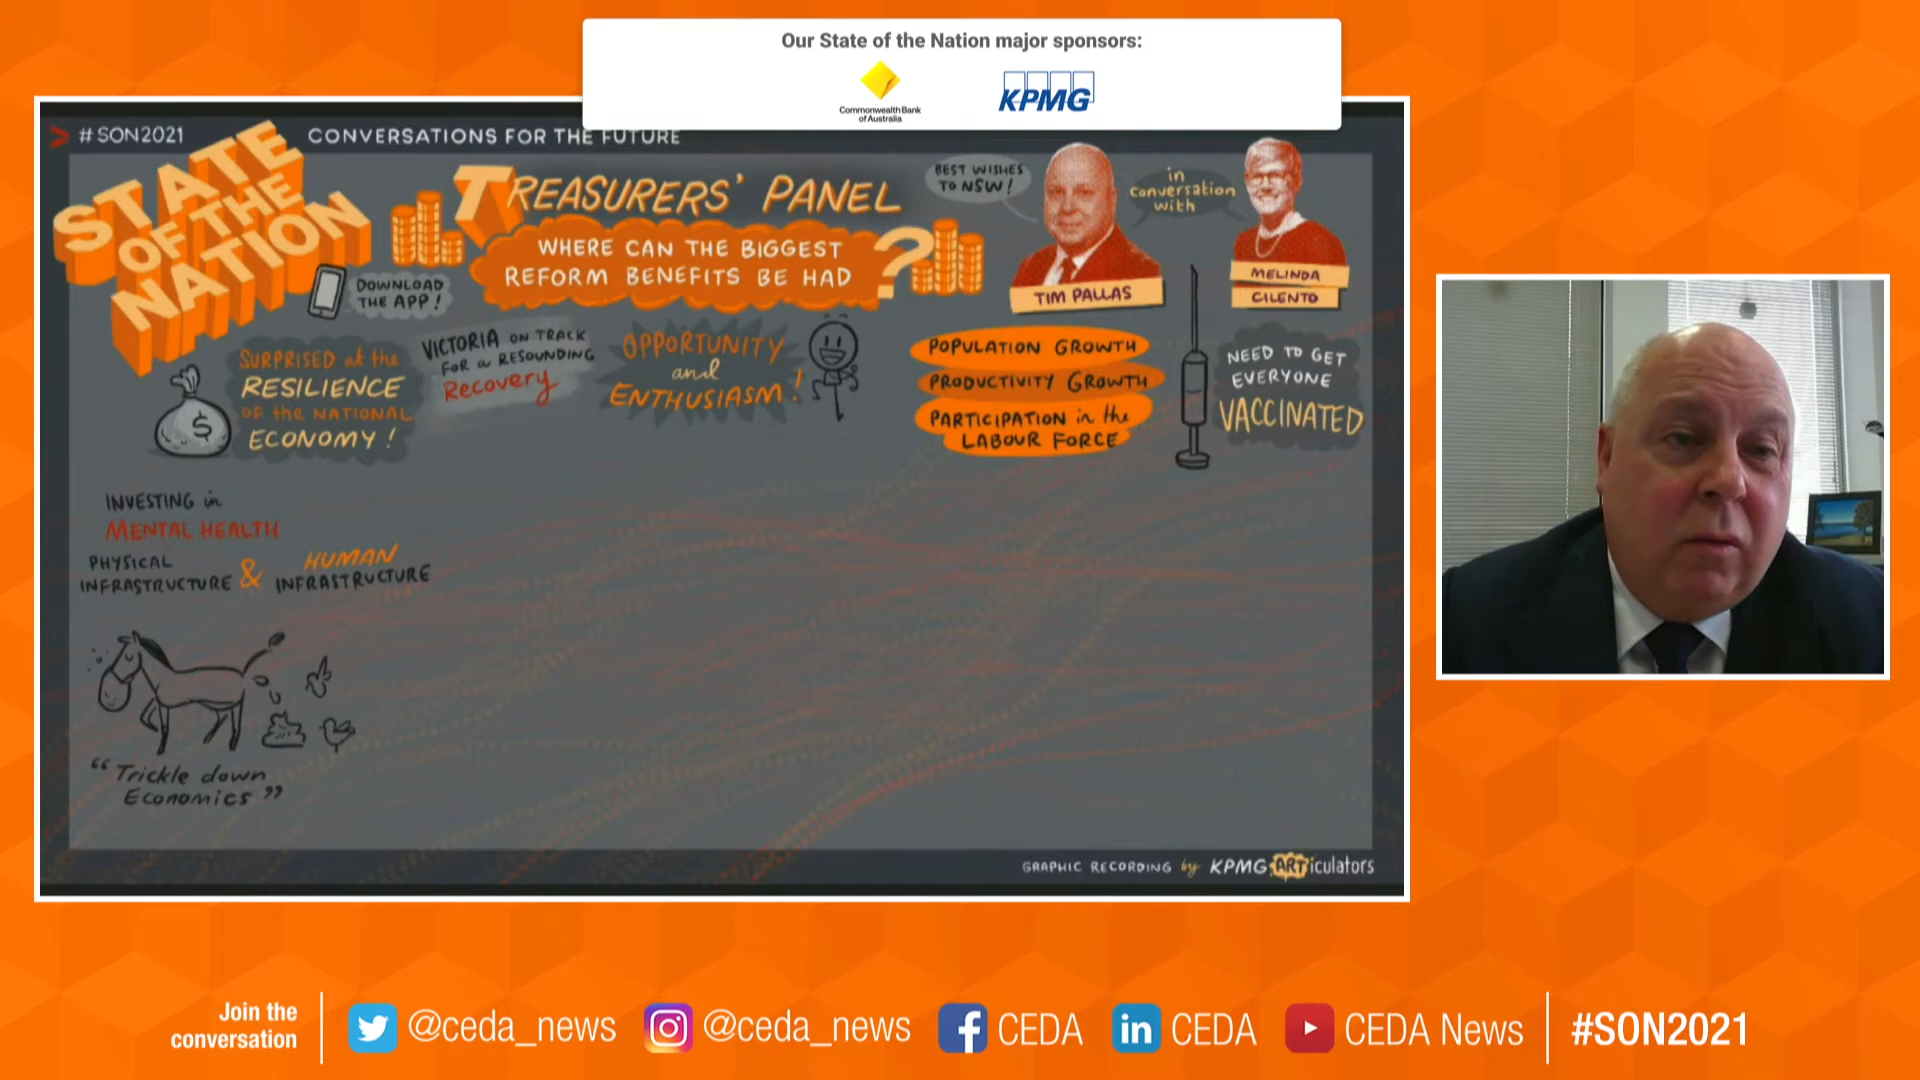 Our State of the Nation major sponsors:
CommonwealthBank
of Australia
KPMG
> #SON2021
CONVERSATIONS FOR THE FUTURE
STATE
OF THE
NATION
DOWNLOAD
THE APP!
TREASURERS' PANEL
WHERE CAN THE BIGGEST
REFORM BENEFITS BE HAD
?
BEST WISHES
TO NSW!
TIM PALLAS
in
conversation
with
MELINDA
CILENTO
SURPRISED at the
RESILIENCE
OF the NATIONAL
ECONOMY!
$
VICTORIA ON TRACK
FOR a RESOUNDING
Recovery
OPPORTUNITY
and
ENTHUSIASM!
POPULATION GROWTH
PRODUCTIVITY GROWTH
PARTICIPATION in the
LABOUR FORCE
NEED TO GET
EVERYONE
VACCINATED
INVESTING in
MENTAL HEALTH
PHYSICAL
INFRASTRUCTURE & HUMAN
INFRASTRUCTURE
"Trickle down
Economics"
GRAPHIC RECORDING by KPMG ARTiculators
Join the
conversation
@ceda_news
@ceda_news
CEDA
CEDA
CEDA News
#SON2021